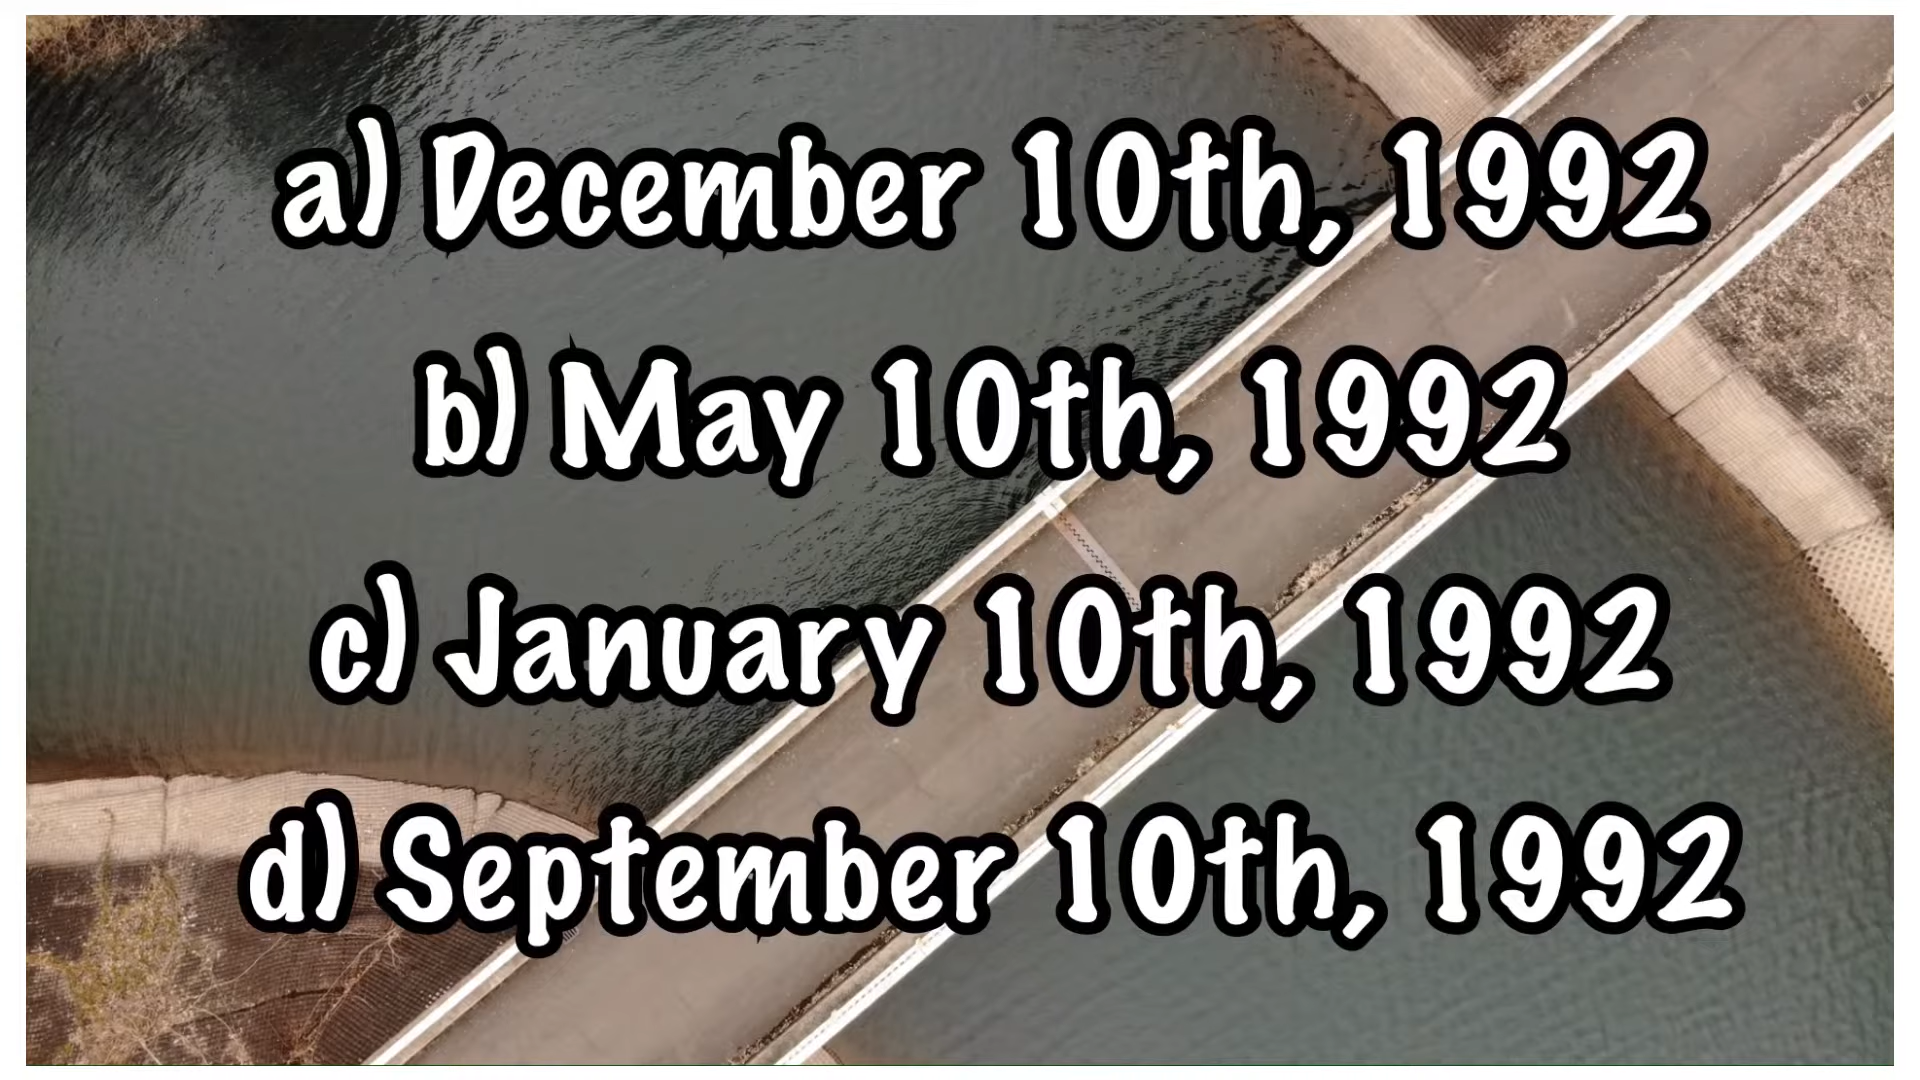 a) December 10th, 1992
b) May 10th, 1992
c) January 10th, 1992
d) September 10th, 1992